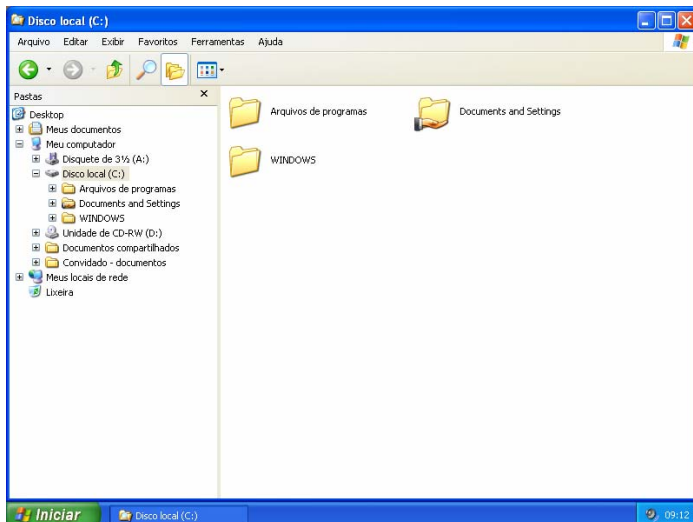 Disco local (C:)
Arquivo Editar Exibir Favoritos Ferramentas Ajuda
Pastas
Desktop
Meus documentos
Meu computador
Disquete de 3½ (A:)
Disco local (C:)
Arquivos de programas
Documents and Settings
WINDOWS
Unidade de CD-RW (D:)
Documentos compartilhados
Convidado - documentos
Meus locais de rede
Lixeira
Arquivos de programas
Documents and Settings
WINDOWS
Iniciar
Disco local (C:)
09:12